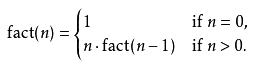 fact(n) = { 1 if n = 0,
n · fact(n − 1) if n > 0.